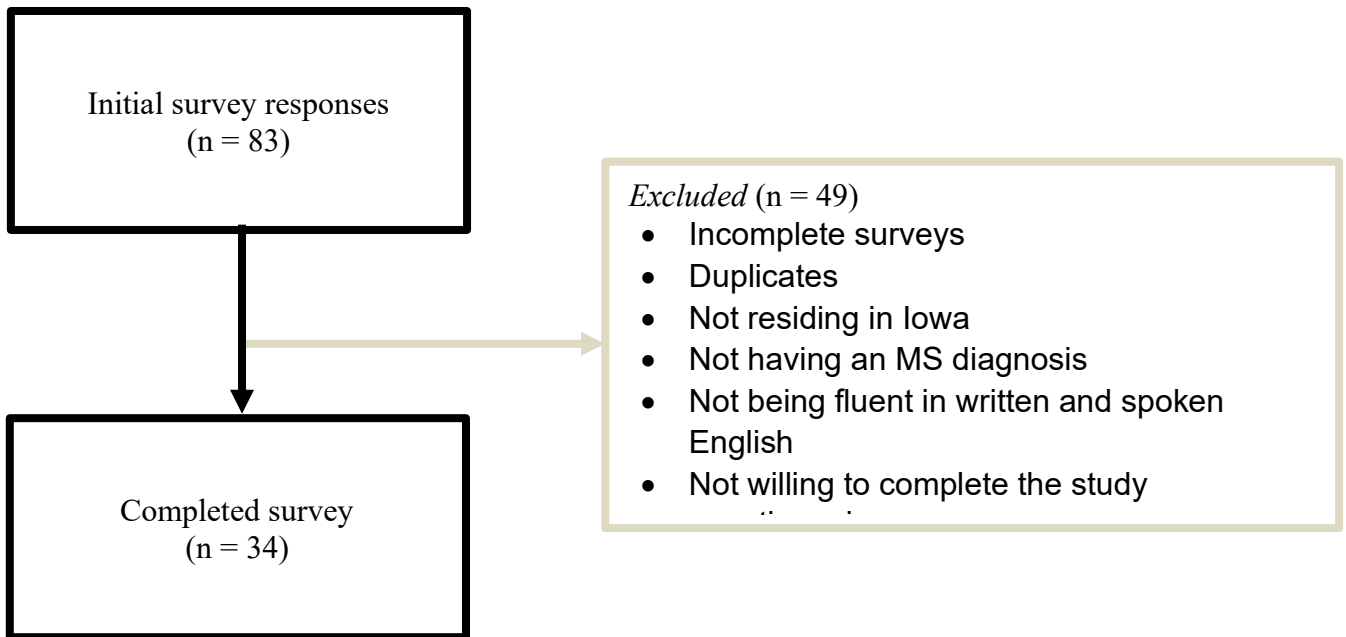 Initial survey responses
(n = 83)
Excluded (n = 49)
• Incomplete surveys
• Duplicates
• Not residing in Iowa
• Not having an MS diagnosis
• Not being fluent in written and spoken
English
• Not willing to complete the study
Completed survey
(n = 34)